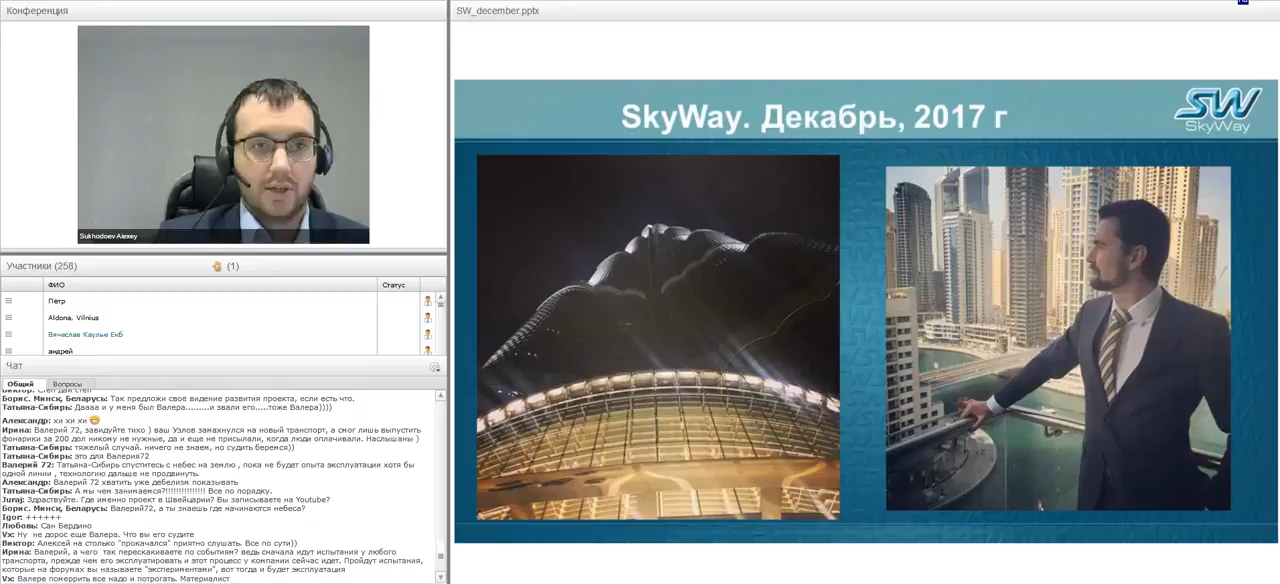 Конференция
Sukhodoev Alexey
Участники (258)
(1)
ФИО
Статус
Пётр
Aldona, Vilnius
Вячеслав Каулье Екб
андрей
Чат
Общий
Вопросы
Борис. Минск, Беларусь: Так предложи своё видение развития проекта, если есть что.
Татьяна-Сибирь: Даааа и у меня был Валера.........и звали его....тоже Валера))))
Александр: хи хи хи
Ирина: Валерий 72, завидуйте тихо ) ваш Узлов замахнулся на новый транспорт, а смог лишь выпустить
фонарики за 200 дол никому не нужные, да и еще не присылали, когда люди оплачивали. Наслышаны )
Татьяна-Сибирь: тяжелый случай. ничего не знаем, но судить беремся))
Татьяна-Сибирь: это для Валерия72
Валерий 72: Татьяна-Сибирь спуститесь с небес на землю , пока не будет опыта эксплуатации хотя бы
одной линии , технологию дальше не продвинуть.
Александр: Валерий 72 хватить уже дебелизм показывать
Татьяна-Сибирь: А мы чем занимаемся?!!!!!!!!!!!!!!! Все по порядку.
Juraj: Здраствуйте. Где именно проект в Швейцарии? Вы записываете на Youtube?
Борис. Минск, Беларусь: Валерий72, а ты знаешь где начинаются небеса?
Igor: ++++++
Любовь: Сан Бердино
Vx: Ну не дорос еще Валера. Что вы его судите
Виктор: Алексей на столько "прокачался" приятно слушать. Все по сути))
Ирина: Валерий, а чего так перескакиваете по событиям? ведь сначала идут испытания у любого
транспорта, прежде чем его эксплуатировать и этот процесс у компании сейчас идет. Пройдут испытания,
которые на форумах вы называете "экспериментами", вот тогда и будет эксплуатация
Vx: Валере померрить все надо и потрогать. Материалист
SW_december.pptx
SkyWay. Декабрь, 2017 г
SW
SkyWay